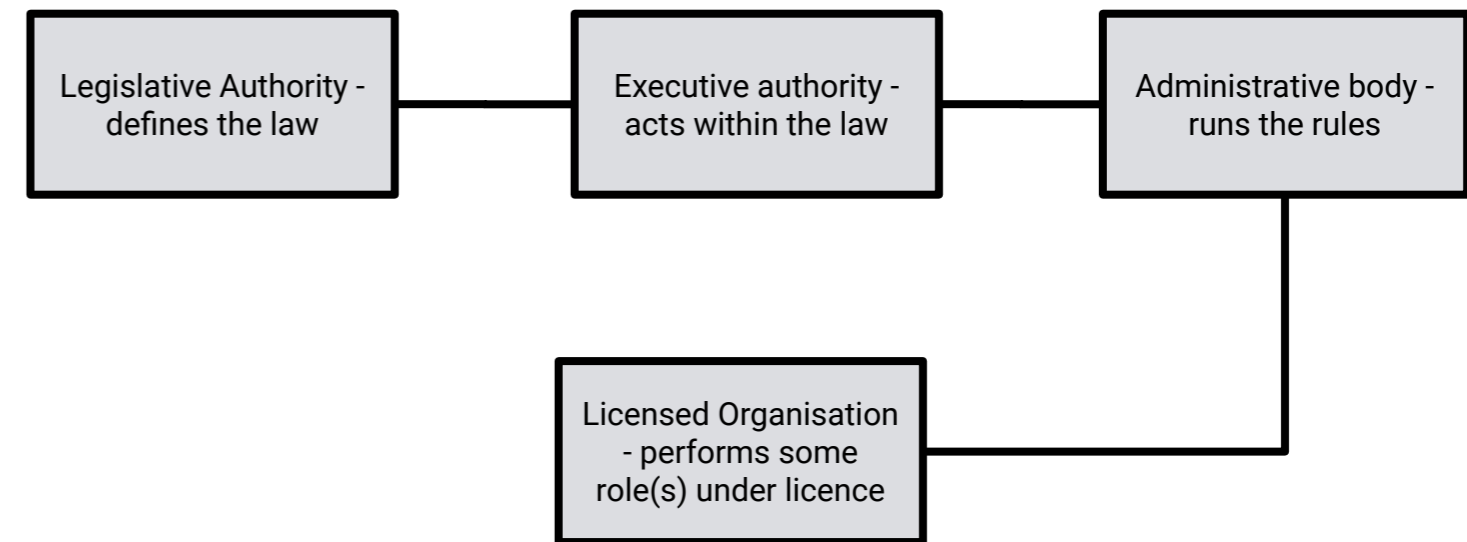 Legislative Authority -
defines the law
Executive authority -
acts within the law
Administrative body -
runs the rules
Licensed Organisation
- performs some
role(s) under licence